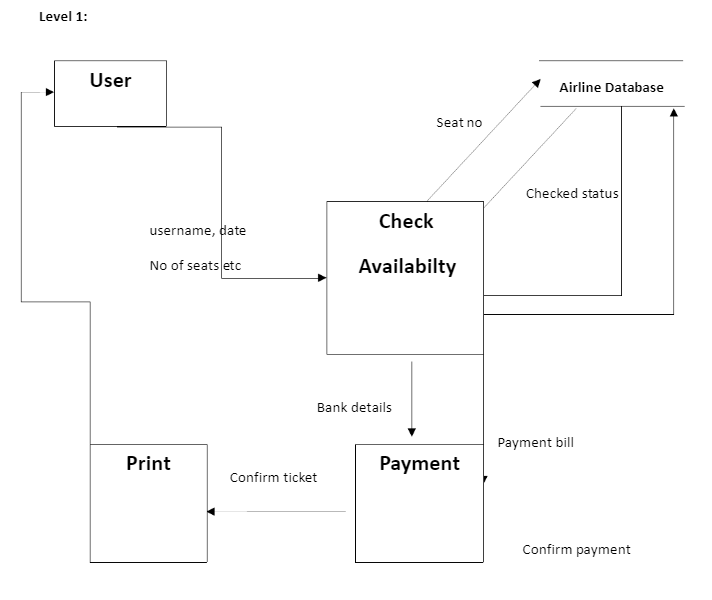 Level 1:
User
Airline Database
Seat no
Checked status
Check
Availabilty
username, date
No of seats etc
Bank details
Payment bill
Print
Confirm ticket
Payment
Confirm payment